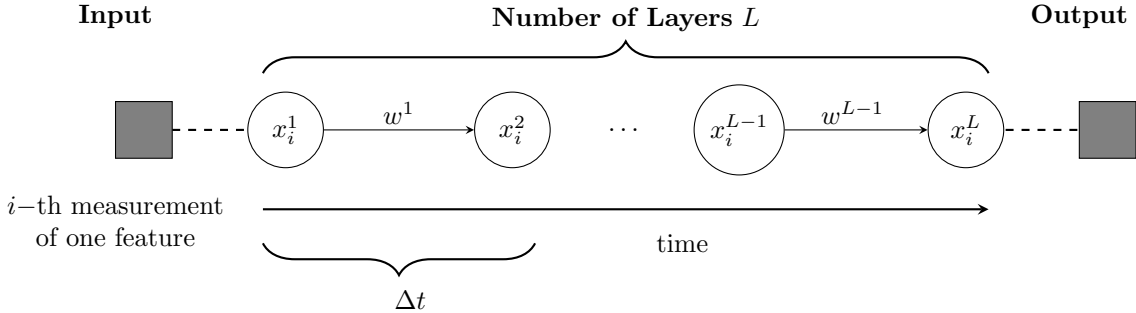 Input
Number of Layers L
Output
x_i^1
w^1
x_i^2
...
x_i^{L-1}
w^{L-1}
x_i^L
i−th measurement
of one feature
time
Δt